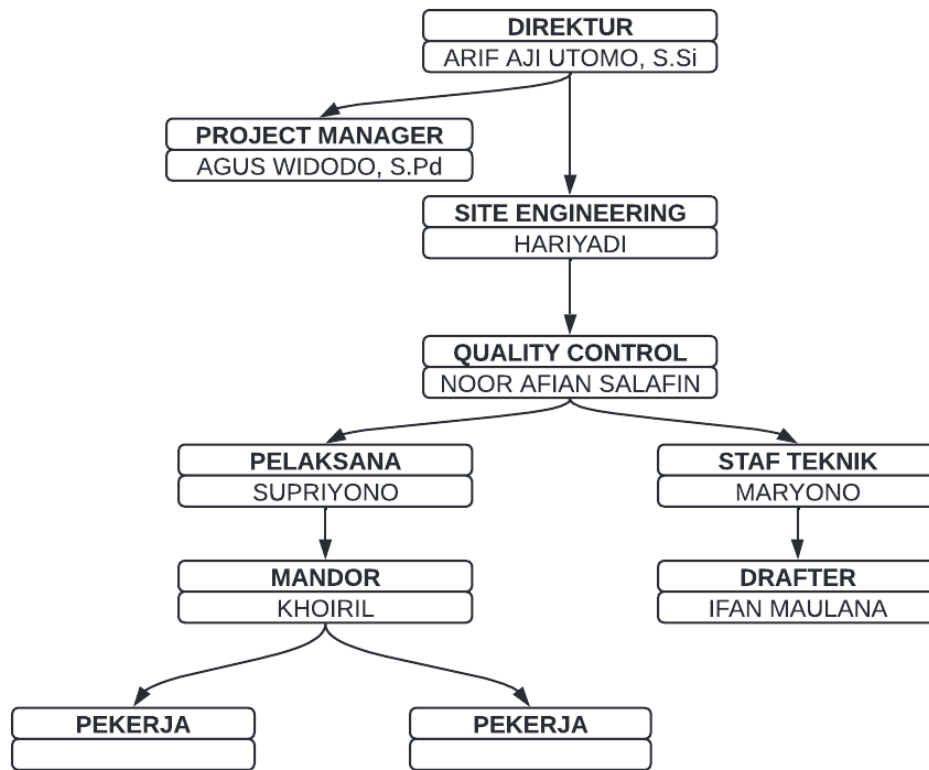 DIREKTUR
ARIF AJI UTOMO, S.Si
PROJECT MANAGER
AGUS WIDODO, S.Pd
SITE ENGINEERING
HARIYADI
QUALITY CONTROL
NOOR AFIAN SALAFIN
PELAKSANA
SUPRIYONO
STAF TEKNIK
MARYONO
MANDOR
KHOIRIL
DRAFTER
IFAN MAULANA
PEKERJA
PEKERJA